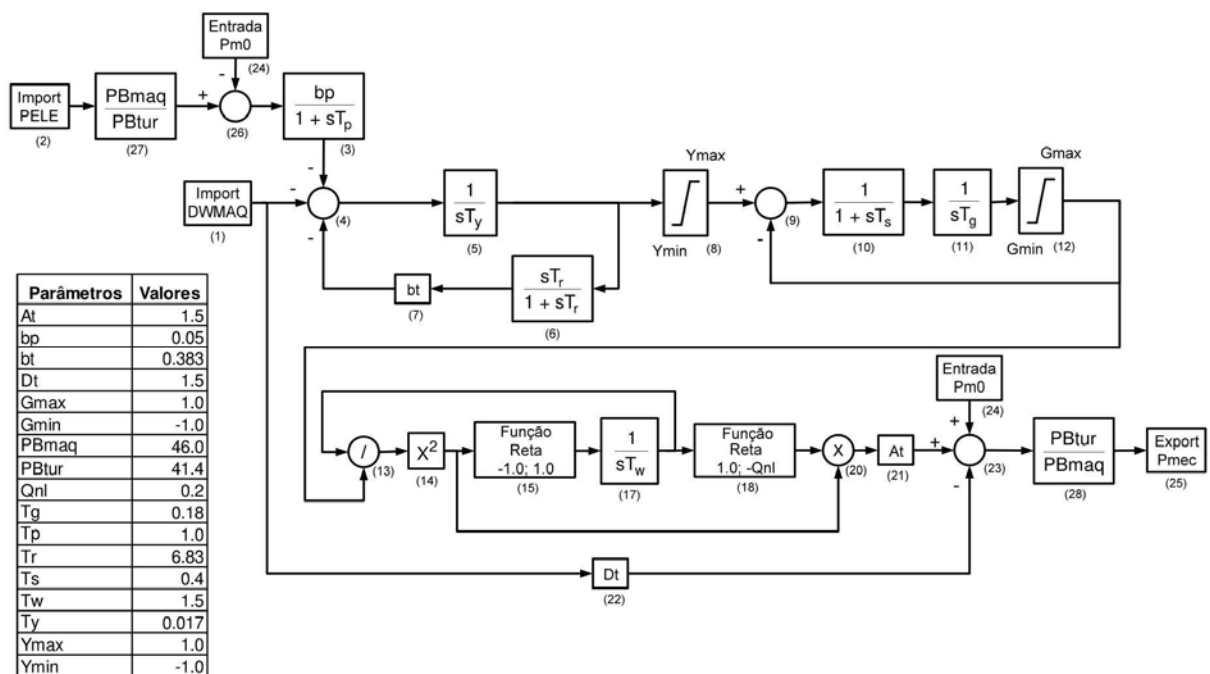 Entrada
Pm0
(24)
-
Import
PELE
(2)
PBmaq
PBtur
(27)
+
(26)
bp
1 + sTp
(3)
-
Import
DWMAQ
(1)
-
(4)
-
1
sTy
(5)
Ymax
Ymin
(8)
+
-
(9)
1
1 + sTs
(10)
1
sTg
(11)
Gmax
Gmin
(12)
bt
(7)
sTr
1 + sTr
(6)
Parâmetros Valores
At 1.5
bp 0.05
bt 0.383
Dt 1.5
Gmax 1.0
Gmin -1.0
PBmaq 46.0
PBtur 41.4
Qnl 0.2
Tg 0.18
Tp 1.0
Tr 6.83
Ts 0.4
Tw 1.5
Ty 0.017
Ymax 1.0
Ymin -1.0
/
(13)
X²
(14)
Função
Reta
-1.0; 1.0
(15)
1
sTw
(17)
Função
Reta
1.0; -Qnl
(18)
X
(20)
At
(21)
Entrada
Pm0
(24)
+
+
-
(23)
PBtur
PBmaq
(28)
Export
Pmec
(25)
Dt
(22)